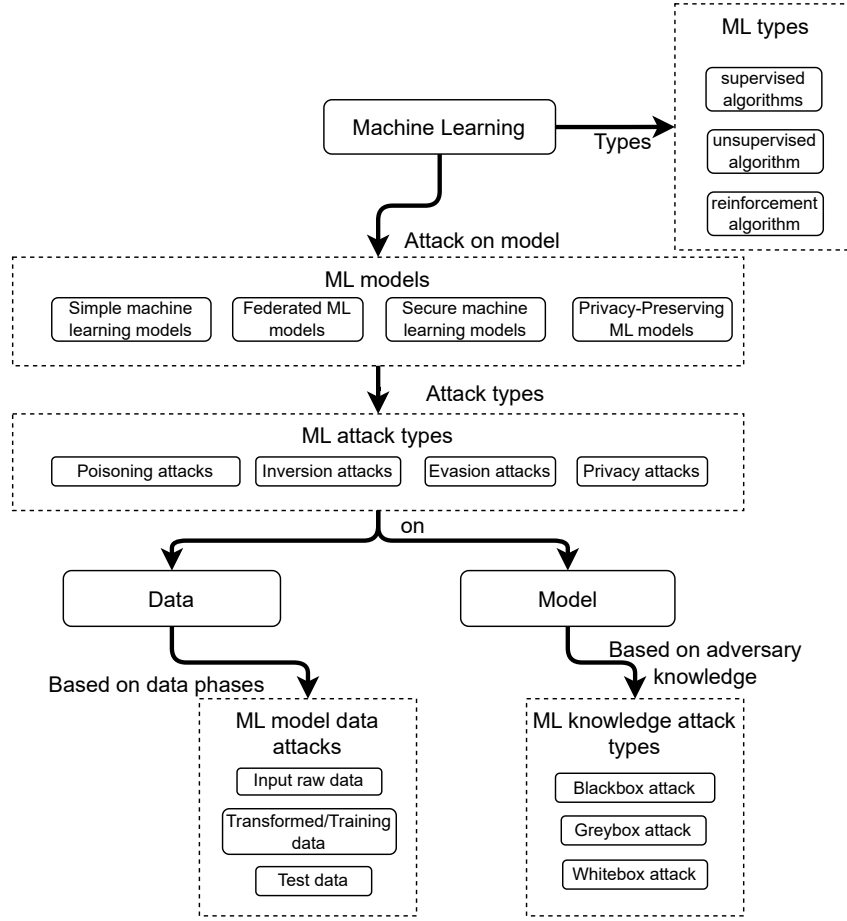 ML types
supervised
algorithms
unsupervised
algorithm
reinforcement
algorithm
Machine Learning
Types
Attack on model
ML models
Simple machine
learning models
Federated ML
models
Secure machine
learning models
Privacy-Preserving
ML models
Attack types
ML attack types
Poisoning attacks
Inversion attacks
Evasion attacks
Privacy attacks
on
Data
Model
Based on data phases
Based on adversary
knowledge
ML model data
attacks
Input raw data
Transformed/Training
data
Test data
ML knowledge attack
types
Blackbox attack
Greybox attack
Whitebox attack